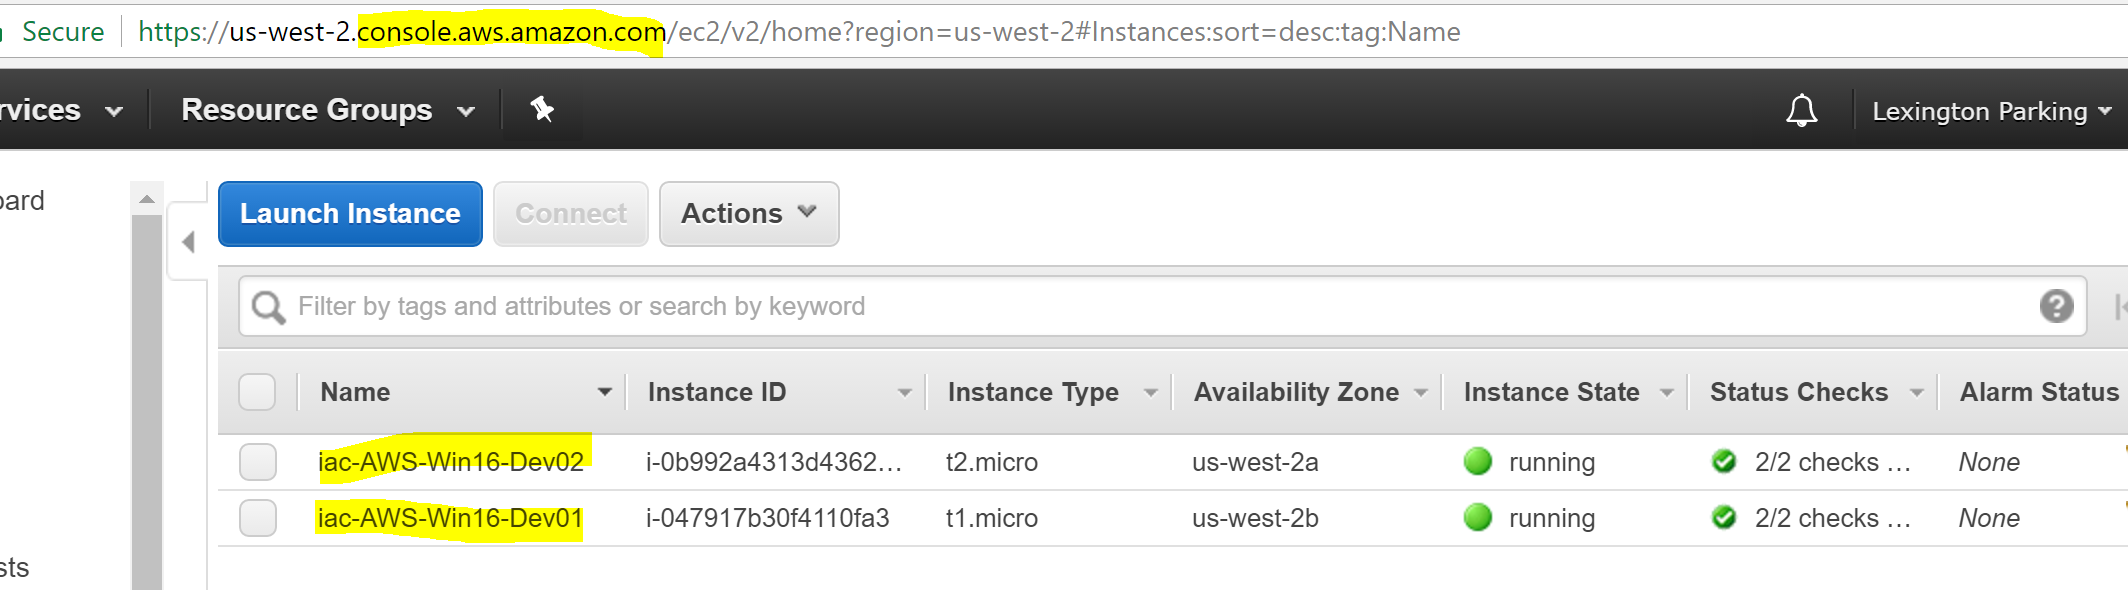 Secure https://us-west-2.console.aws.amazon.com/ec2/v2/home?region=us-west-2#Instances:sort=desc:tag:Name
rvices Resource Groups Lexington Parking
oard
Launch Instance Connect Actions
Filter by tags and attributes or search by keyword ?
Name Instance ID Instance Type Availability Zone Instance State Status Checks Alarm Status
iac-AWS-Win16-Dev02 i-0b992a4313d4362... t2.micro us-west-2a running 2/2 checks ... None
iac-AWS-Win16-Dev01 i-047917b30f4110fa3 t1.micro us-west-2b running 2/2 checks ... None
sts